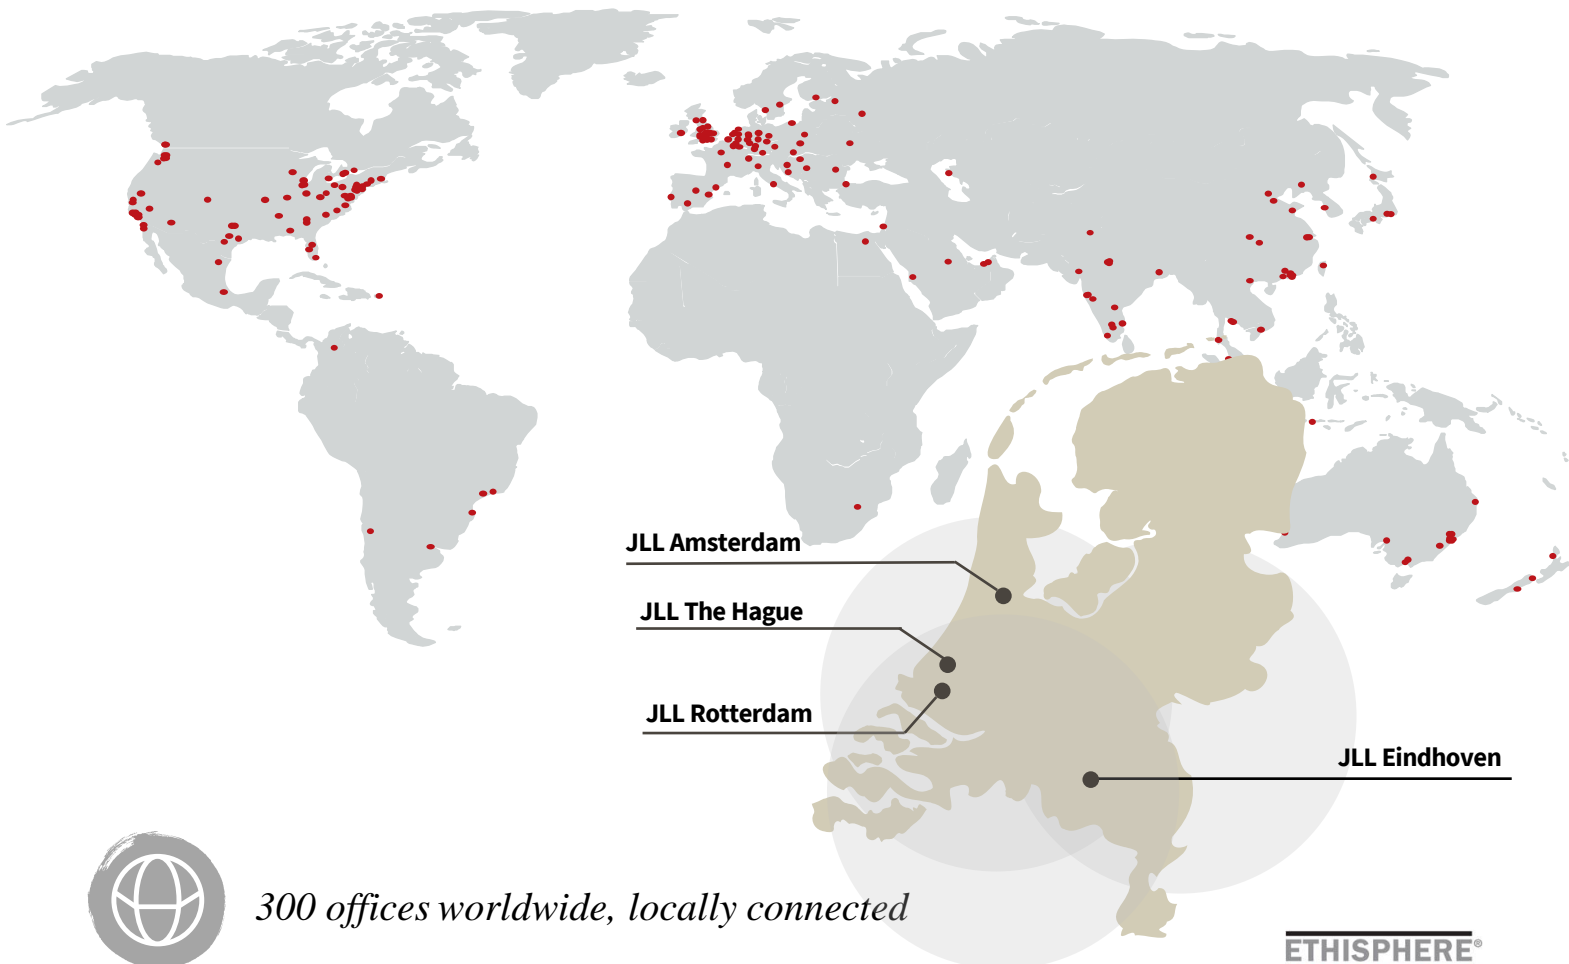 JLL Amsterdam
JLL The Hague
JLL Rotterdam
JLL Eindhoven
300 offices worldwide, locally connected
ETHISPHERE®